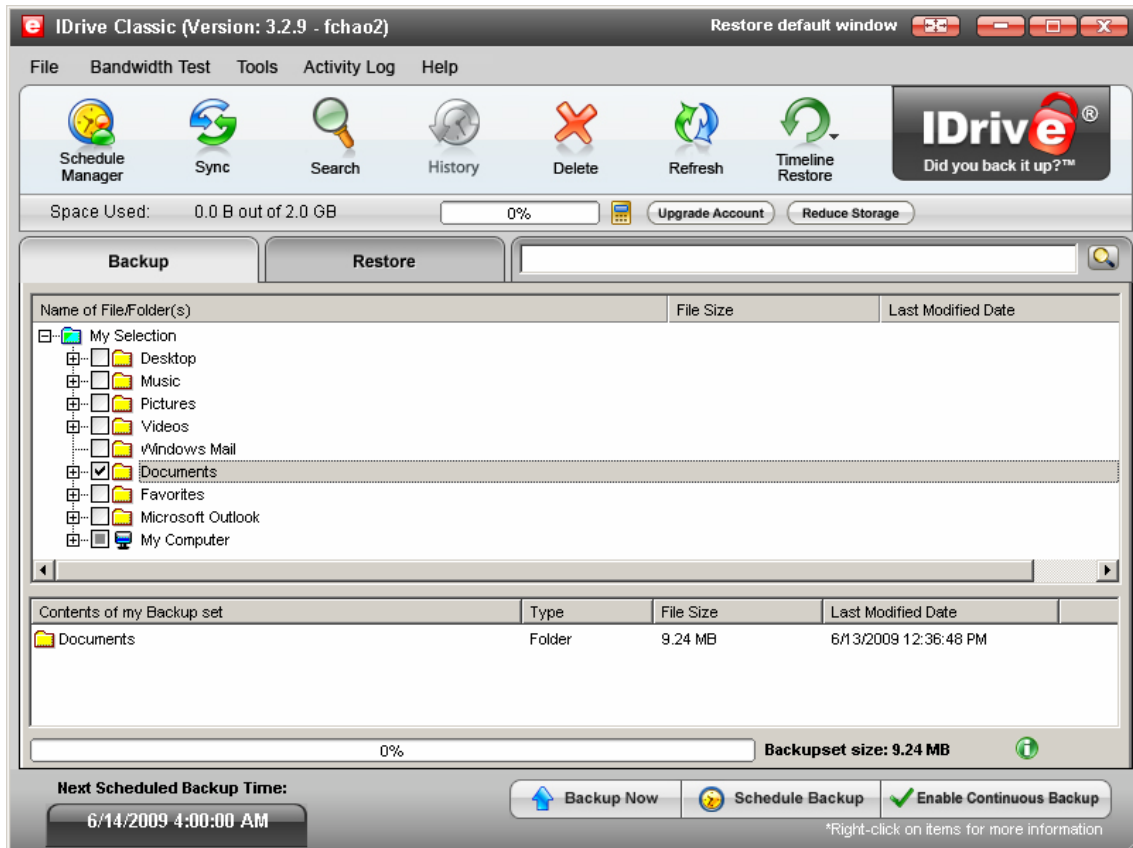 e IDrive Classic (Version: 3.2.9 - fchao2) Restore default window
File Bandwidth Test Tools Activity Log Help
Schedule Manager
Sync
Search
History
Delete
Refresh
Timeline Restore
IDrive®
Did you back it up?™
Space Used: 0.0 B out of 2.0 GB 0% Upgrade Account Reduce Storage
Backup Restore
Name of File/Folder(s) File Size Last Modified Date
My Selection
Desktop
Music
Pictures
Videos
Windows Mail
Documents
Favorites
Microsoft Outlook
My Computer
Contents of my Backup set Type File Size Last Modified Date
Documents Folder 9.24 MB 6/13/2009 12:36:48 PM
0% Backupset size: 9.24 MB
Next Scheduled Backup Time:
6/14/2009 4:00:00 AM
Backup Now Schedule Backup Enable Continuous Backup
*Right-click on items for more information